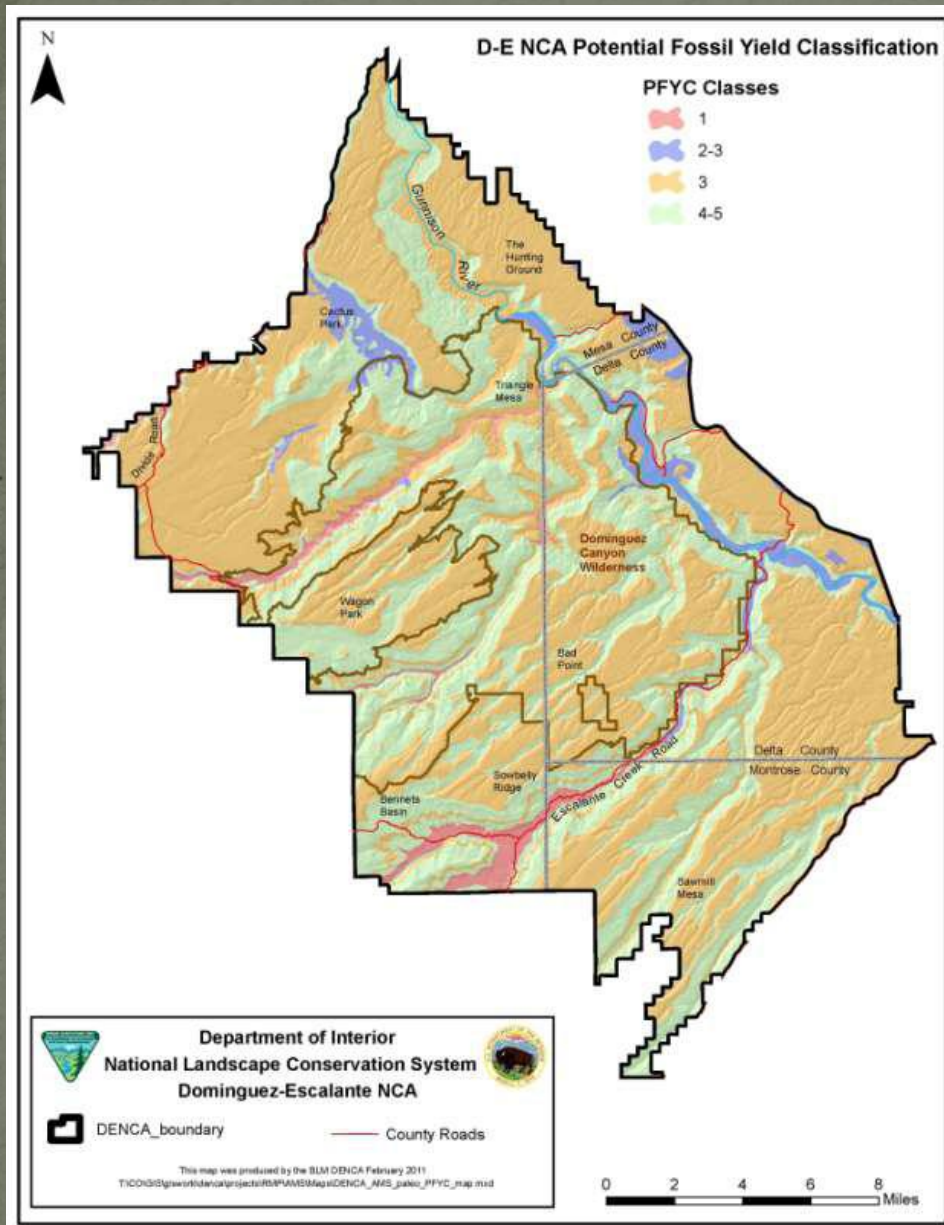 N
D-E NCA Potential Fossil Yield Classification
PFYC Classes
1
2-3
3
4-5
Gunnison
River
The
Hunting
Ground
Cactus
Park
Mesa County
Delta County
Triangle
Mesa
Divide Road
Dominguez
Canyon
Wilderness
Wagon
Park
Bad
Point
Delta County
Montrose County
Sowbelly
Ridge
Escalante Creek Road
Bennets
Basin
Sawmill
Mesa
Department of Interior
National Landscape Conservation System
Dominguez-Escalante NCA
DENCA_boundary
County Roads
This map was produced by the BLM DENCA February 2011
0 2 4 6 8
Miles